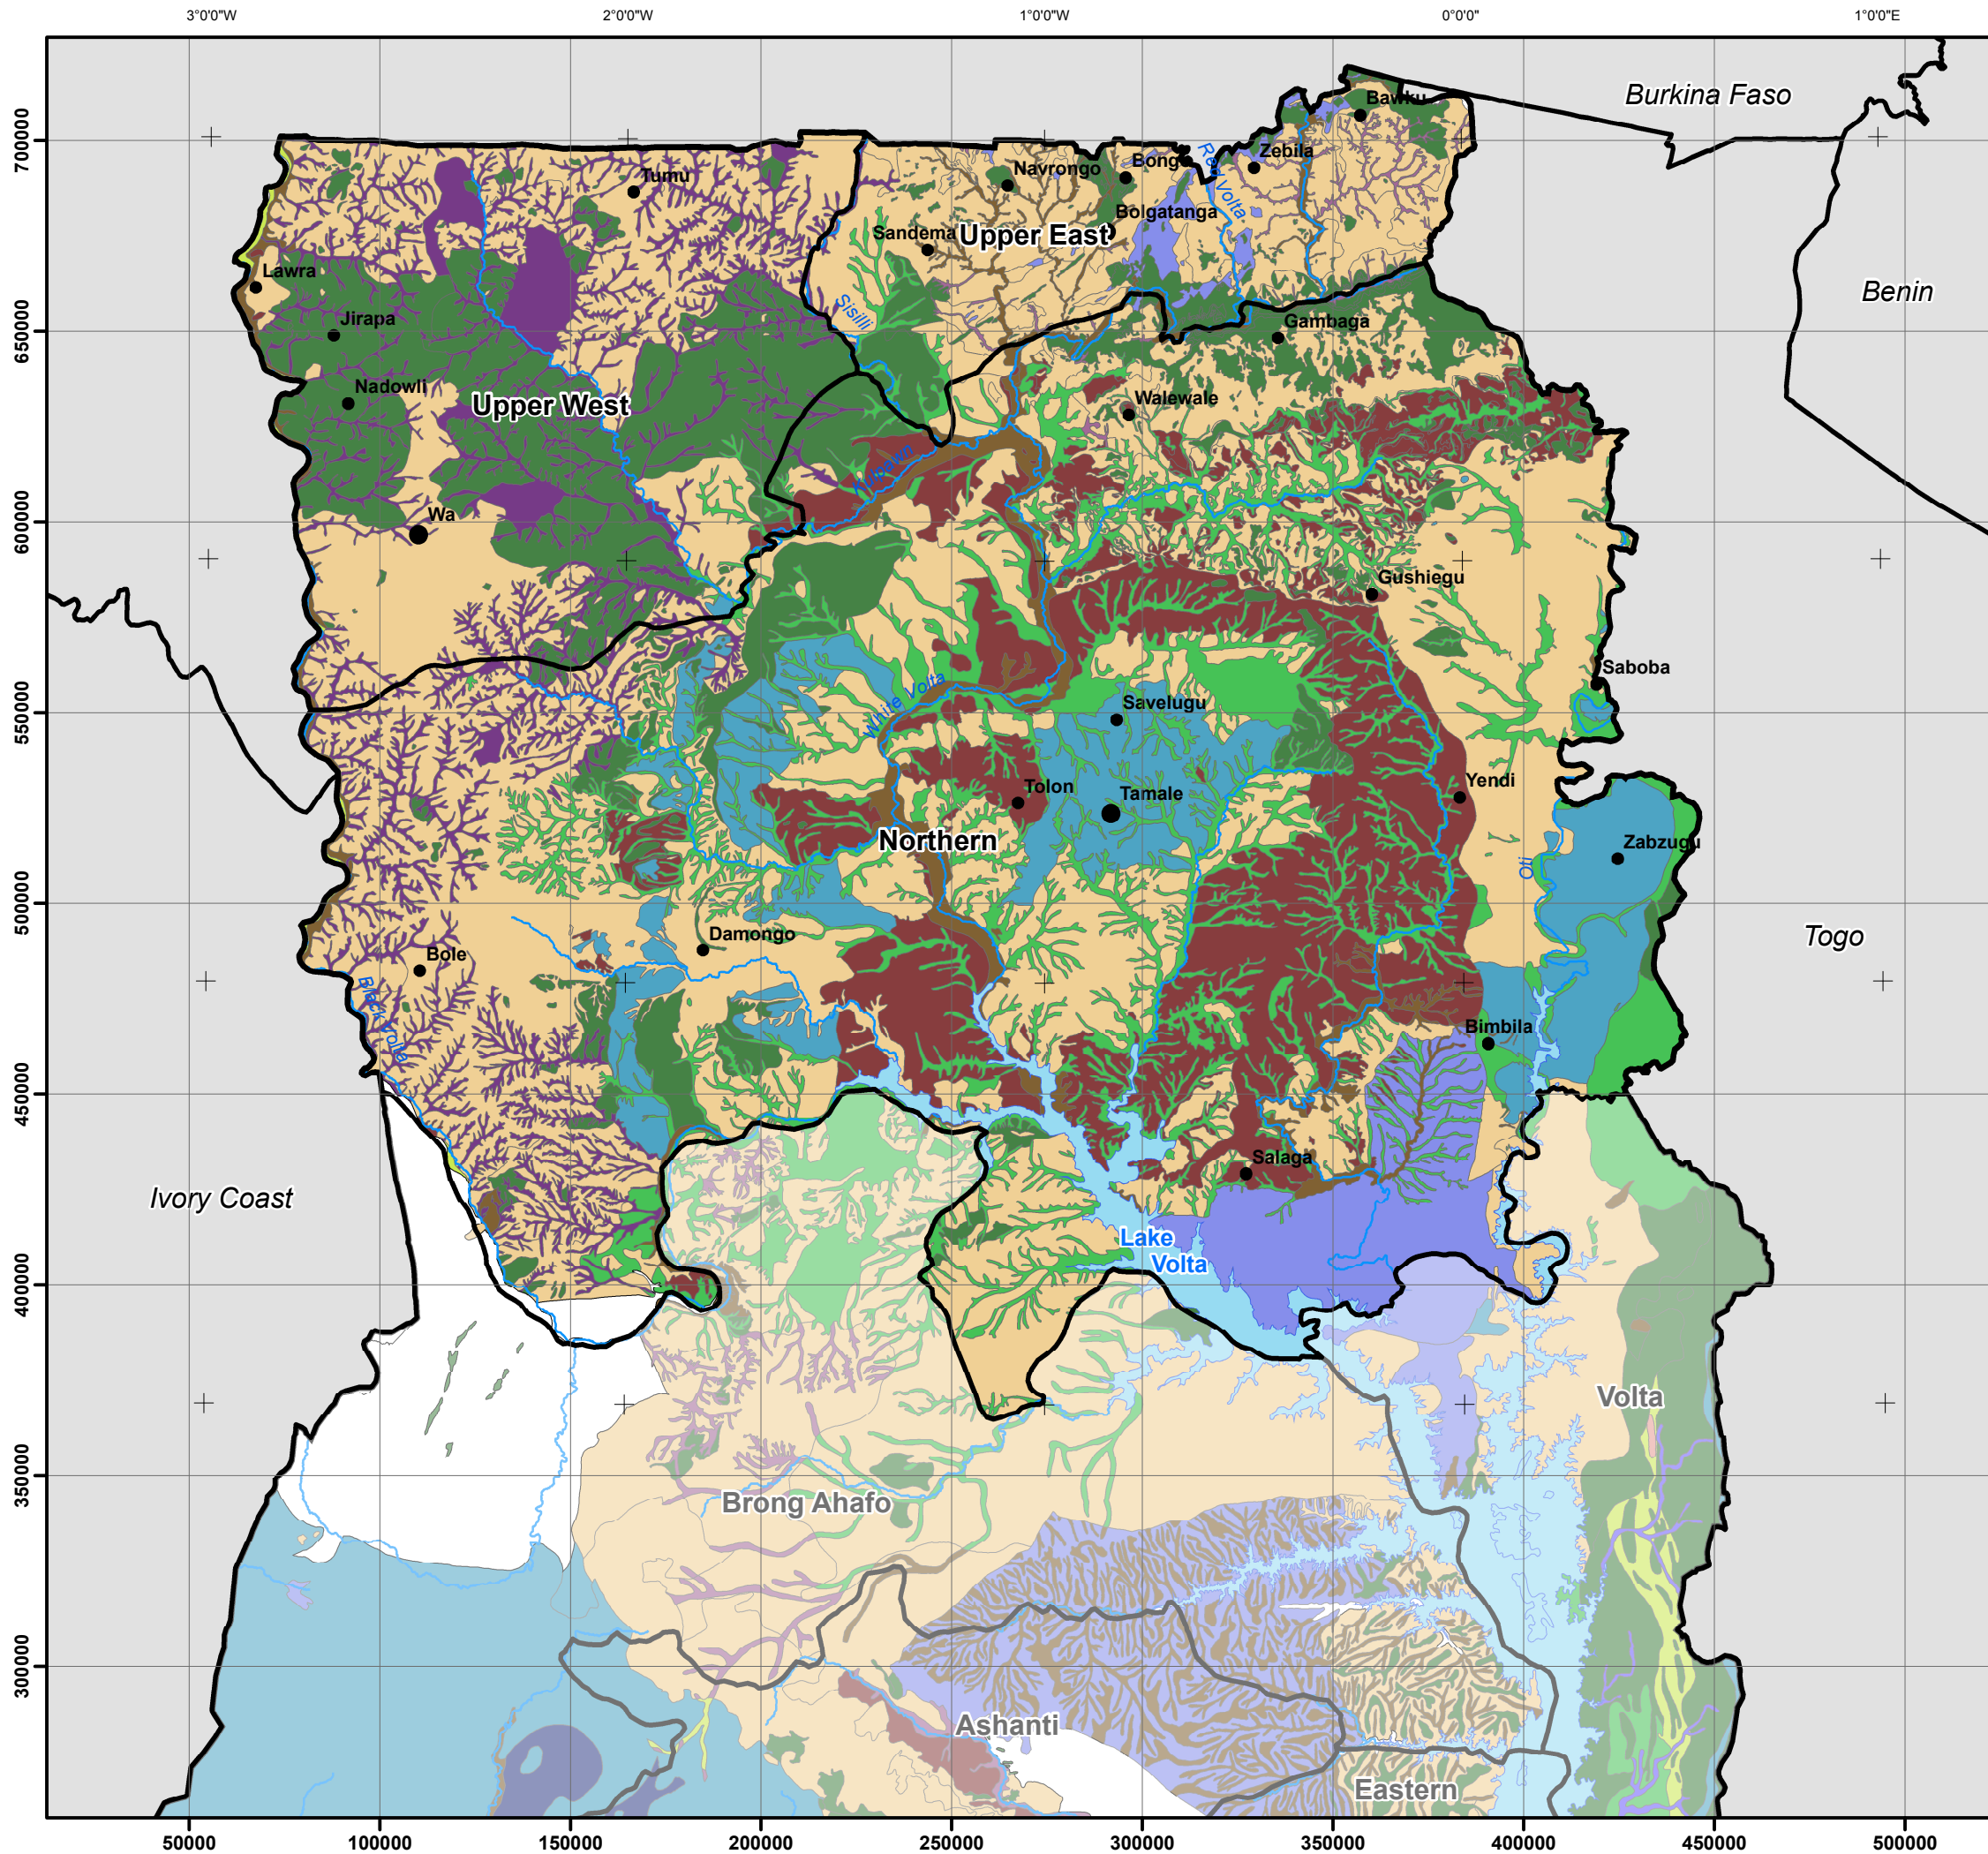 3°0'0"W
2°0'0"W
1°0'0"W
0°0'0"
1°0'0"E
Burkina Faso
Bawku
700000
Zebila
Bongo
Navrongo
Tumu
Red Volta
Bolgatanga
Sandema
Upper East
Lawra
Benin
Sisilli
Jirapa
Gambaga
650000
Nadowli
Upper West
Walewale
Kulpawn
Wa
600000
Gushiegu
Saboba
White Volta
Savelugu
550000
Yendi
Tolon
Tamale
Northern
Zabzugu
Oti
500000
Damongo
Togo
Bole
Black Volta
Bimbila
450000
Salaga
Ivory Coast
Lake
Volta
400000
Volta
350000
Brong Ahafo
300000
Ashanti
Eastern
50000
100000
150000
200000
250000
300000
350000
400000
450000
500000